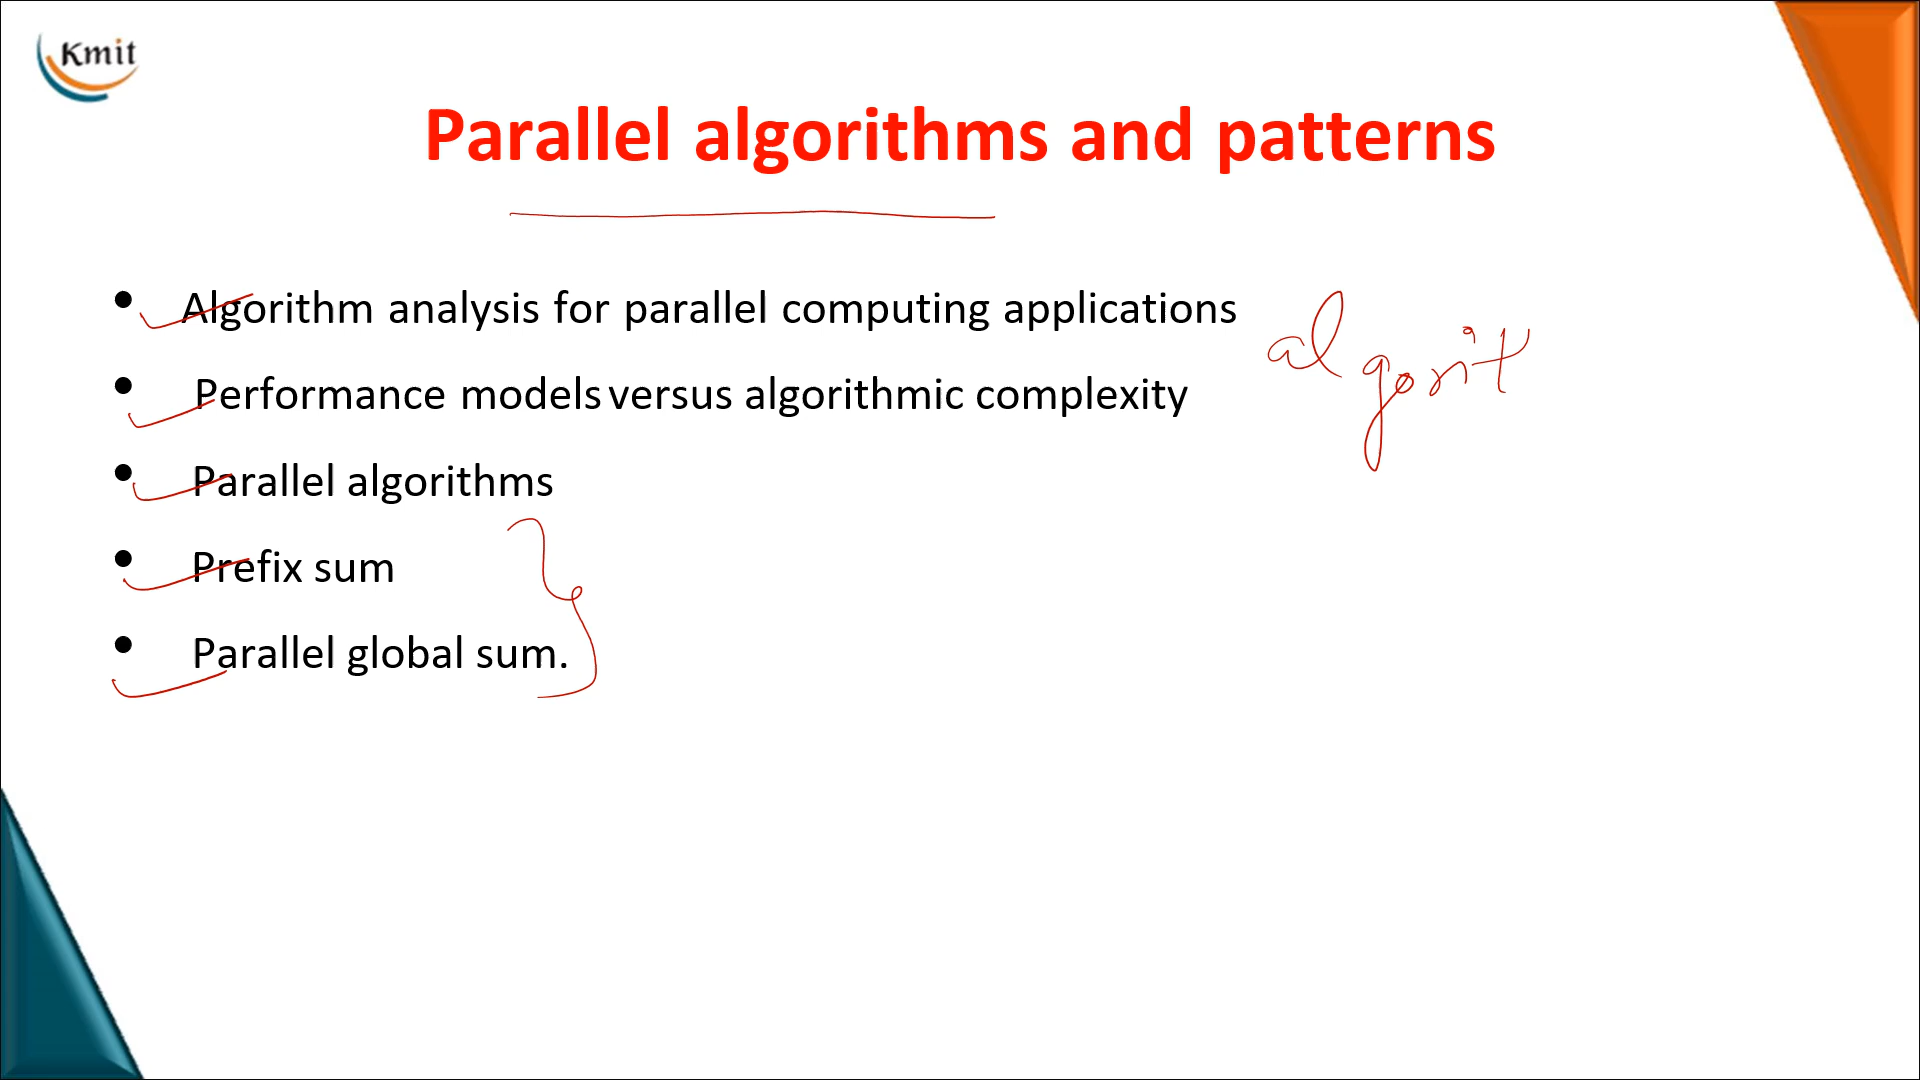 Kmit
Parallel algorithms and patterns
• Algorithm analysis for parallel computing applications
• Performance models versus algorithmic complexity
• Parallel algorithms
• Prefix sum
• Parallel global sum.
algorit